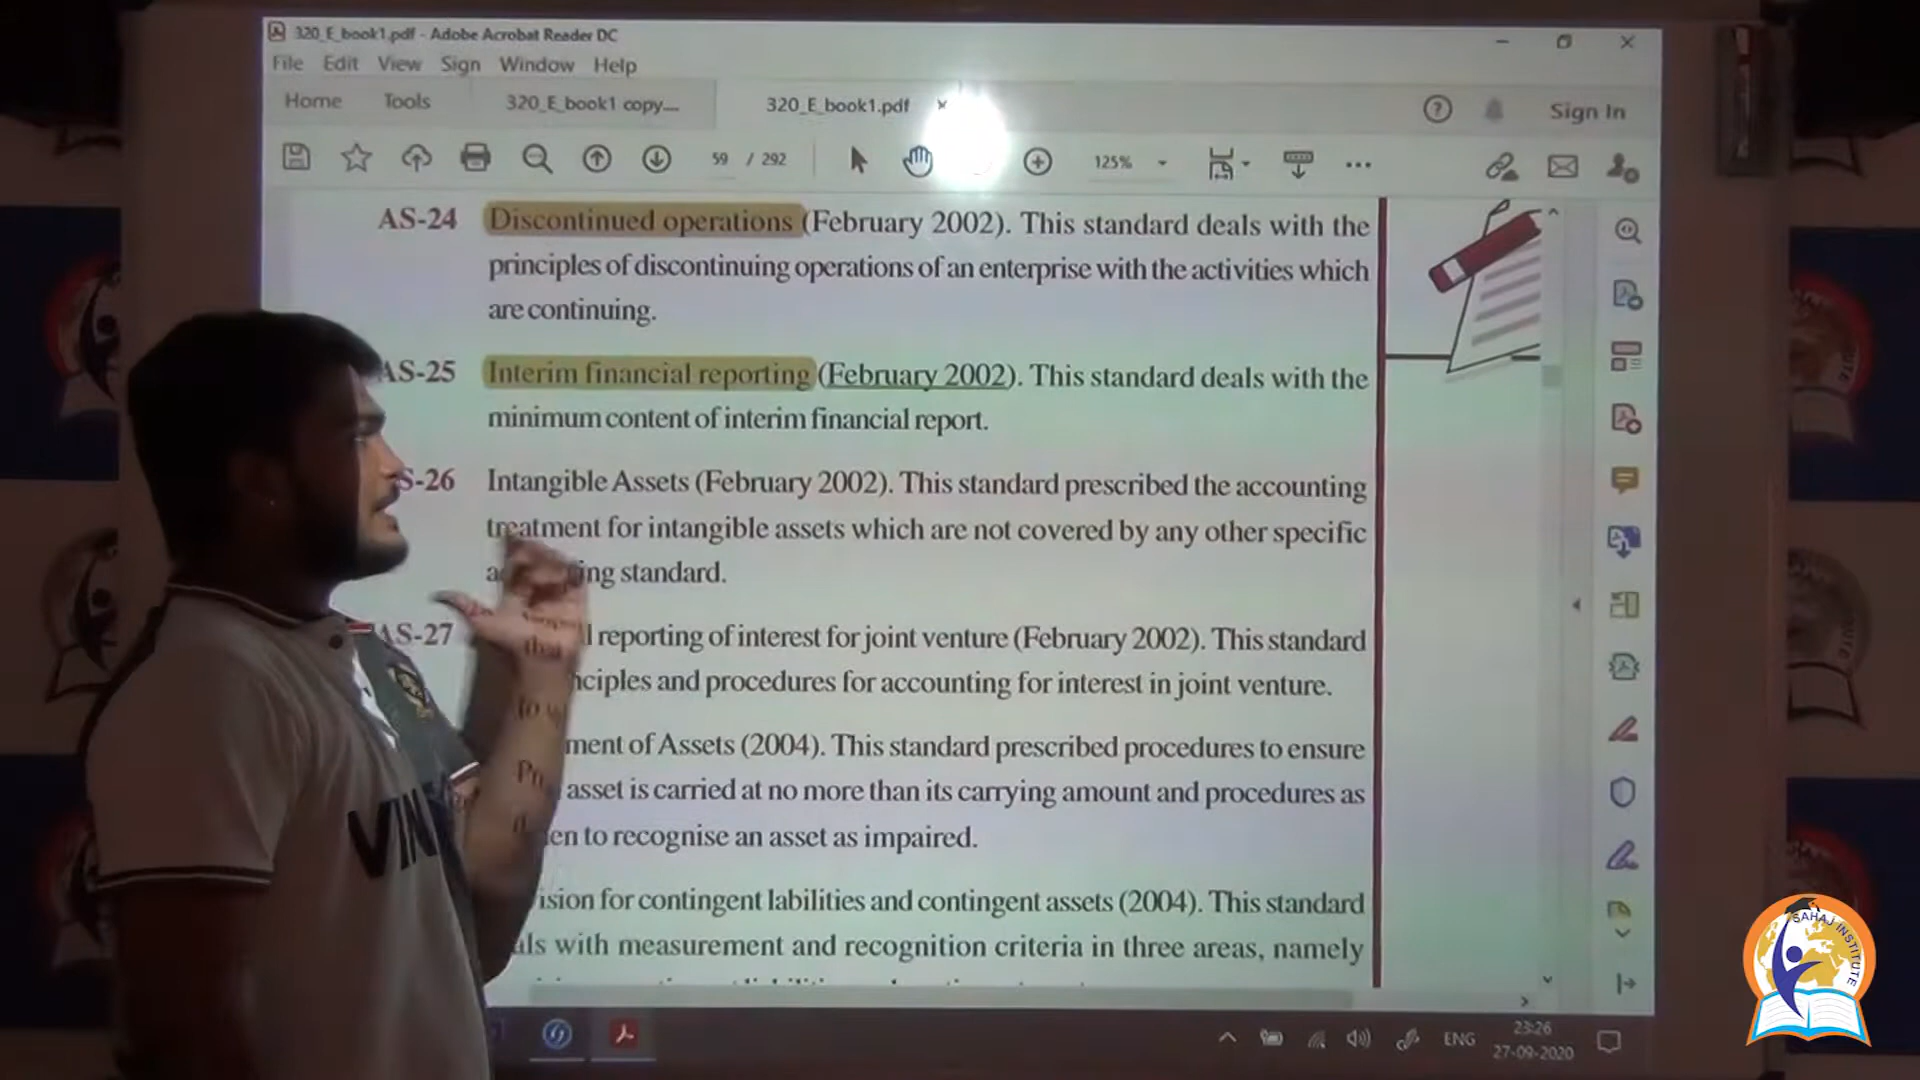 320_E_book1.pdf - Adobe Acrobat Reader DC
File Edit View Sign Window Help
Home Tools 320_E_book1 copy.... 320_E_book1.pdf × Sign In
59 / 292 125%
AS-24 Discontinued operations (February 2002). This standard deals with the
principles of discontinuing operations of an enterprise with the activities which
are continuing.
AS-25 Interim financial reporting (February 2002). This standard deals with the
minimum content of interim financial report.
S-26 Intangible Assets (February 2002). This standard prescribed the accounting
treatment for intangible assets which are not covered by any other specific
ing standard.
AS-27 l reporting of interest for joint venture (February 2002). This standard
nciples and procedures for accounting for interest in joint venture.
ment of Assets (2004). This standard prescribed procedures to ensure
asset is carried at no more than its carrying amount and procedures as
en to recognise an asset as impaired.
ision for contingent labilities and contingent assets (2004). This standard
als with measurement and recognition criteria in three areas, namely
ENG 23:26
27-09-2020
SAHAJ INSTITUTE